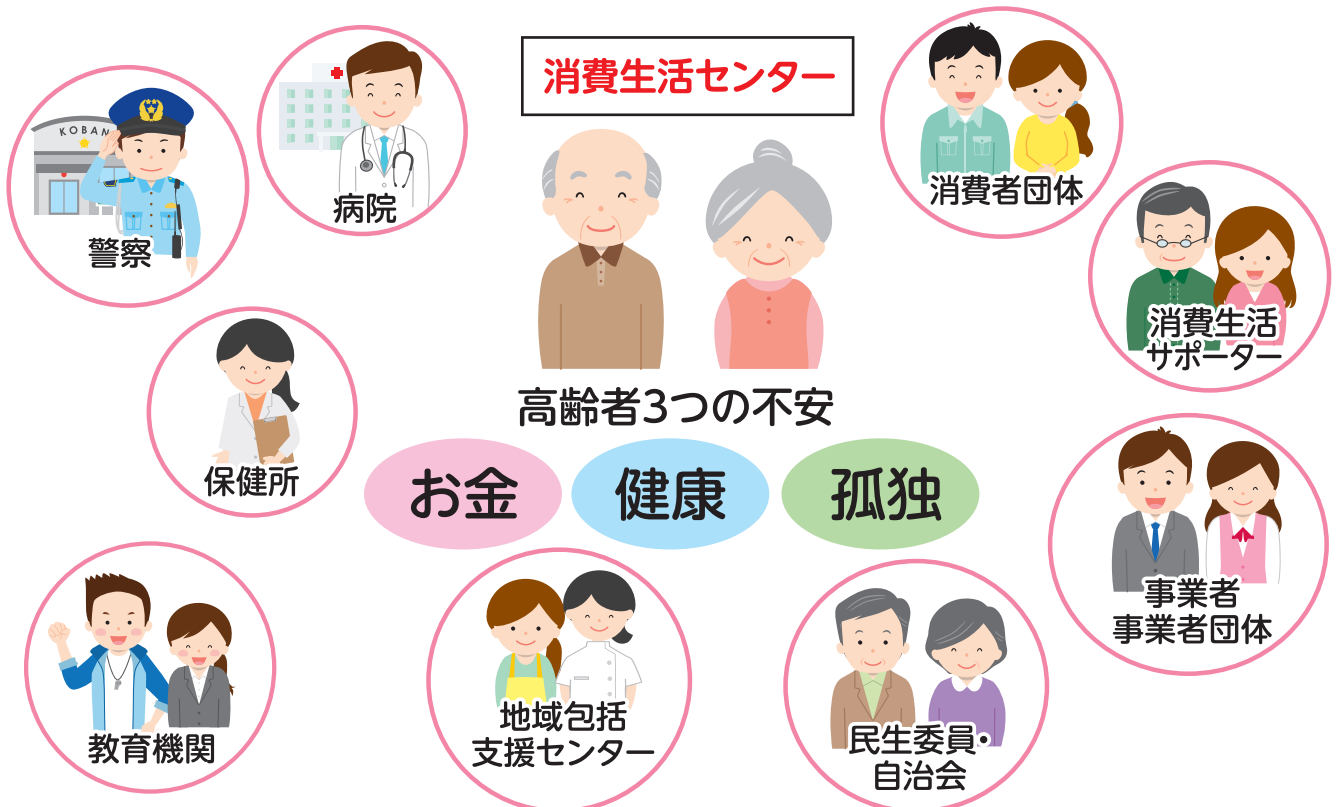 消費生活センター
KOBAN
警察
病院
消費者団体
消費生活
サポーター
高齢者3つの不安
お金
健康
孤独
保健所
事業者
事業者団体
教育機関
地域包括
支援センター
民生委員・
自治会